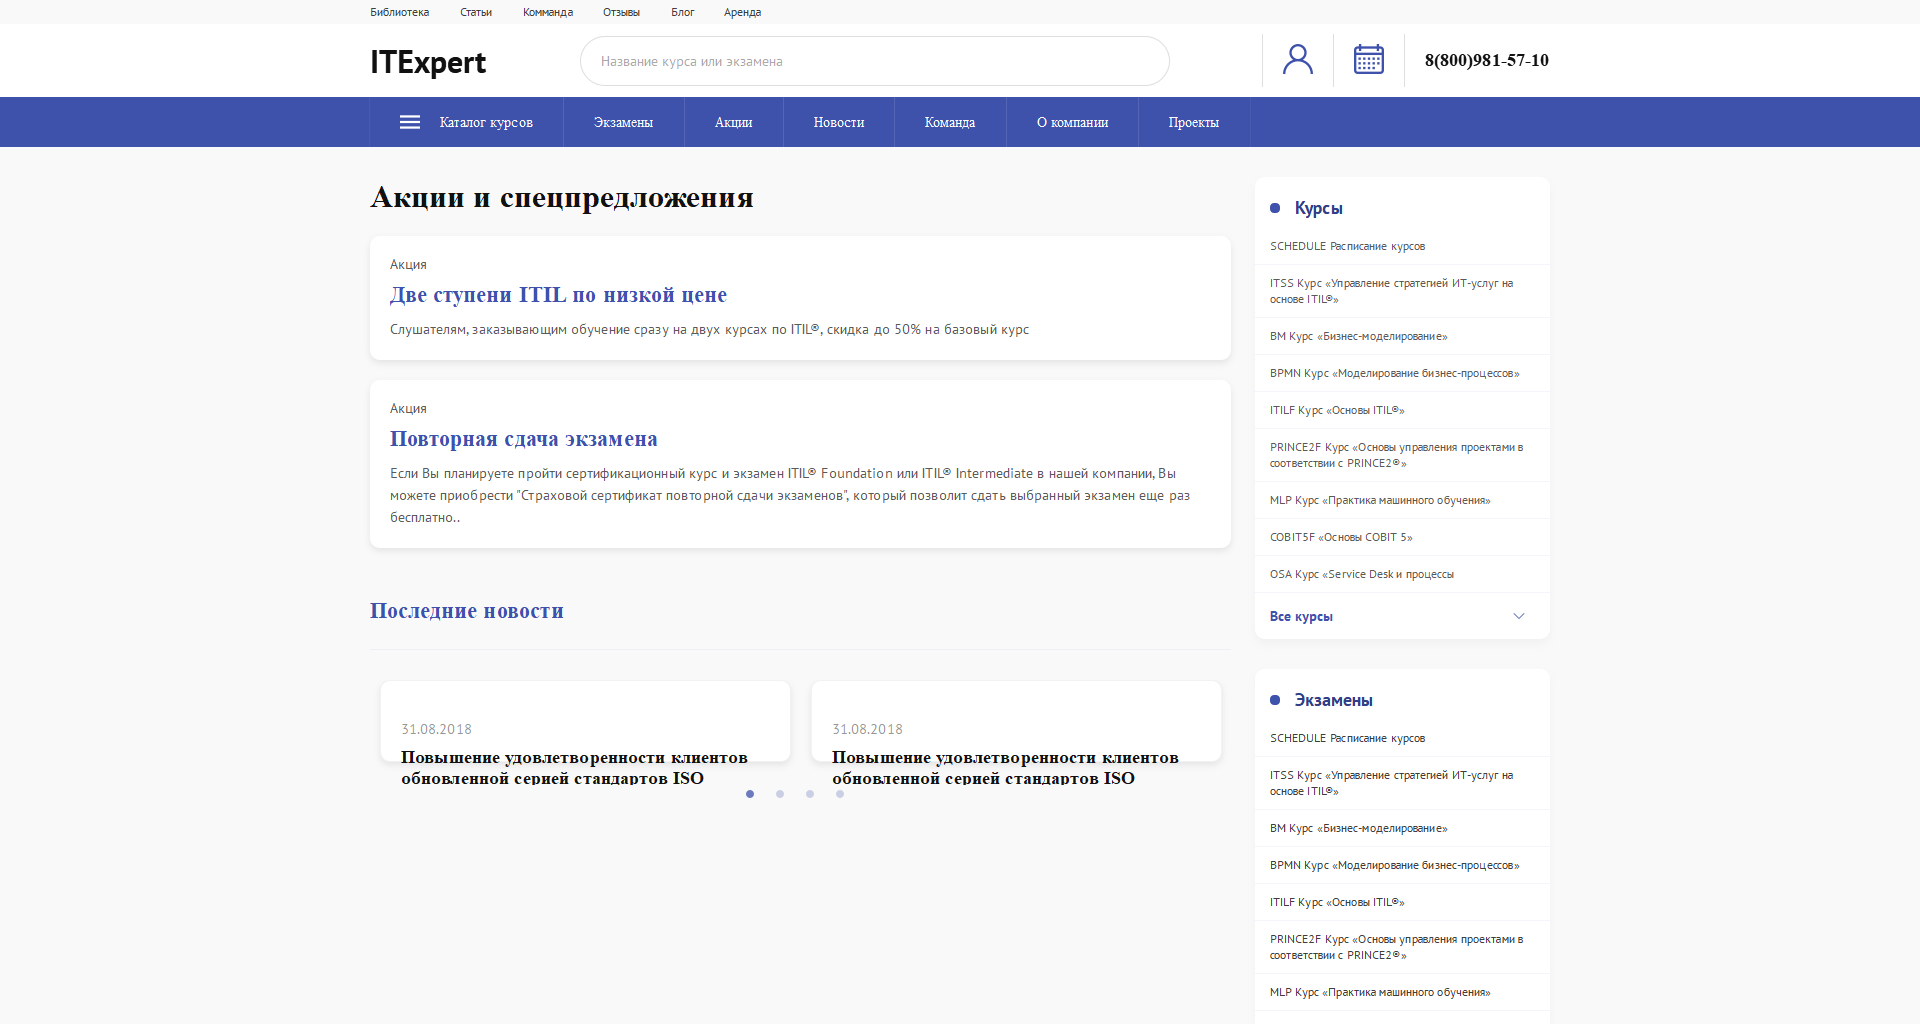 Библиотека Статьи Комманда Отзывы Блог Аренда
ITExpert
Название курса или экзамена
8(800)981-57-10
Каталог курсов Экзамены Акции Новости Команда О компании Проекты
Акции и спецпредложения
Акция
Две ступени ITIL по низкой цене
Слушателям, заказывающим обучение сразу на двух курсах по ITIL®, скидка до 50% на базовый курс
Акция
Повторная сдача экзамена
Если Вы планируете пройти сертификационный курс и экзамен ITIL® Foundation или ITIL® Intermediate в нашей компании, Вы
можете приобрести "Страховой сертификат повторной сдачи экзаменов", который позволит сдать выбранный экзамен еще раз
бесплатно..
Последние новости
31.08.2018
Повышение удовлетворенности клиентов
обновленной серией стандартов ISO
31.08.2018
Повышение удовлетворенности клиентов
обновленной серией стандартов ISO
Курсы
SCHEDULE Расписание курсов
ITSS Курс «Управление стратегией ИТ-услуг на
основе ITIL®»
BM Курс «Бизнес-моделирование»
BPMN Курс «Моделирование бизнес-процессов»
ITILF Курс «Основы ITIL®»
PRINCE2F Курс «Основы управления проектами в
соответствии с PRINCE2®»
MLP Курс «Практика машинного обучения»
COBIT5F «Основы COBIT 5»
OSA Курс «Service Desk и процессы
Все курсы
Экзамены
SCHEDULE Расписание курсов
ITSS Курс «Управление стратегией ИТ-услуг на
основе ITIL®»
BM Курс «Бизнес-моделирование»
BPMN Курс «Моделирование бизнес-процессов»
ITILF Курс «Основы ITIL®»
PRINCE2F Курс «Основы управления проектами в
соответствии с PRINCE2®»
MLP Курс «Практика машинного обучения»